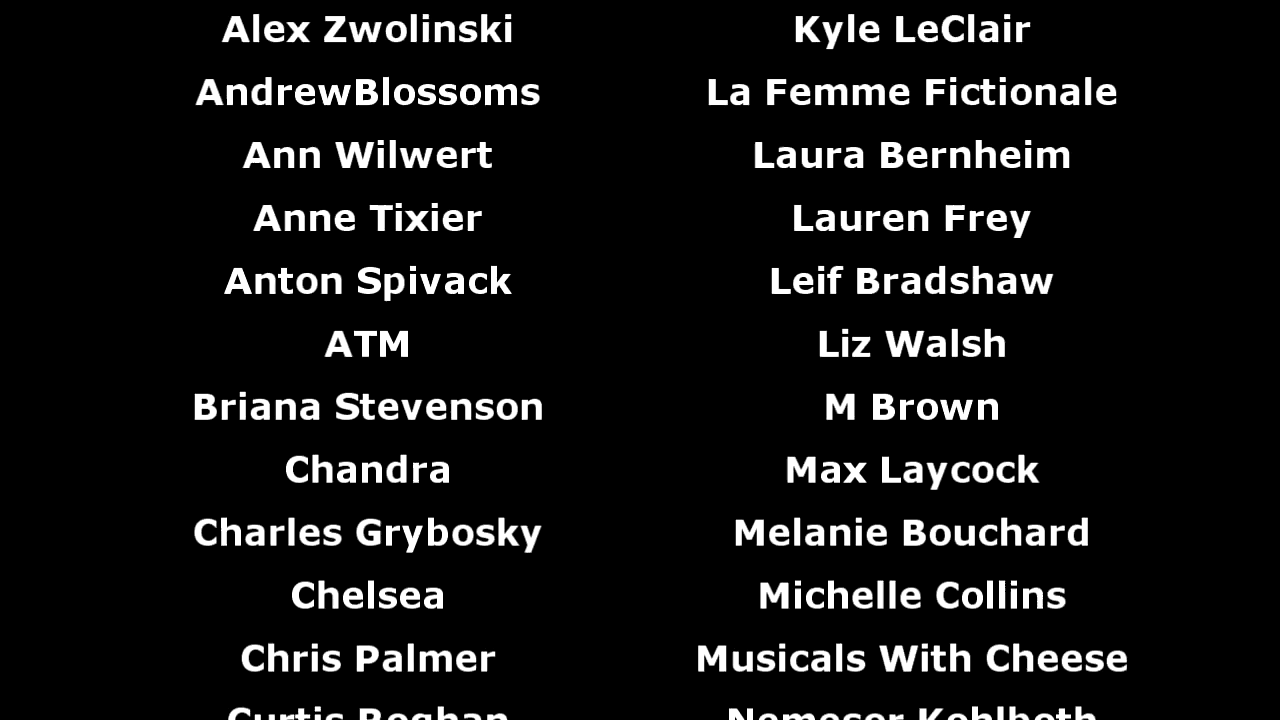 Alex Zwolinski
AndrewBlossoms
Ann Wilwert
Anne Tixier
Anton Spivack
ATM
Briana Stevenson
Chandra
Charles Grybosky
Chelsea
Chris Palmer
Curtis
Kyle LeClair
La Femme Fictionale
Laura Bernheim
Lauren Frey
Leif Bradshaw
Liz Walsh
M Brown
Max Laycock
Melanie Bouchard
Michelle Collins
Musicals With Cheese